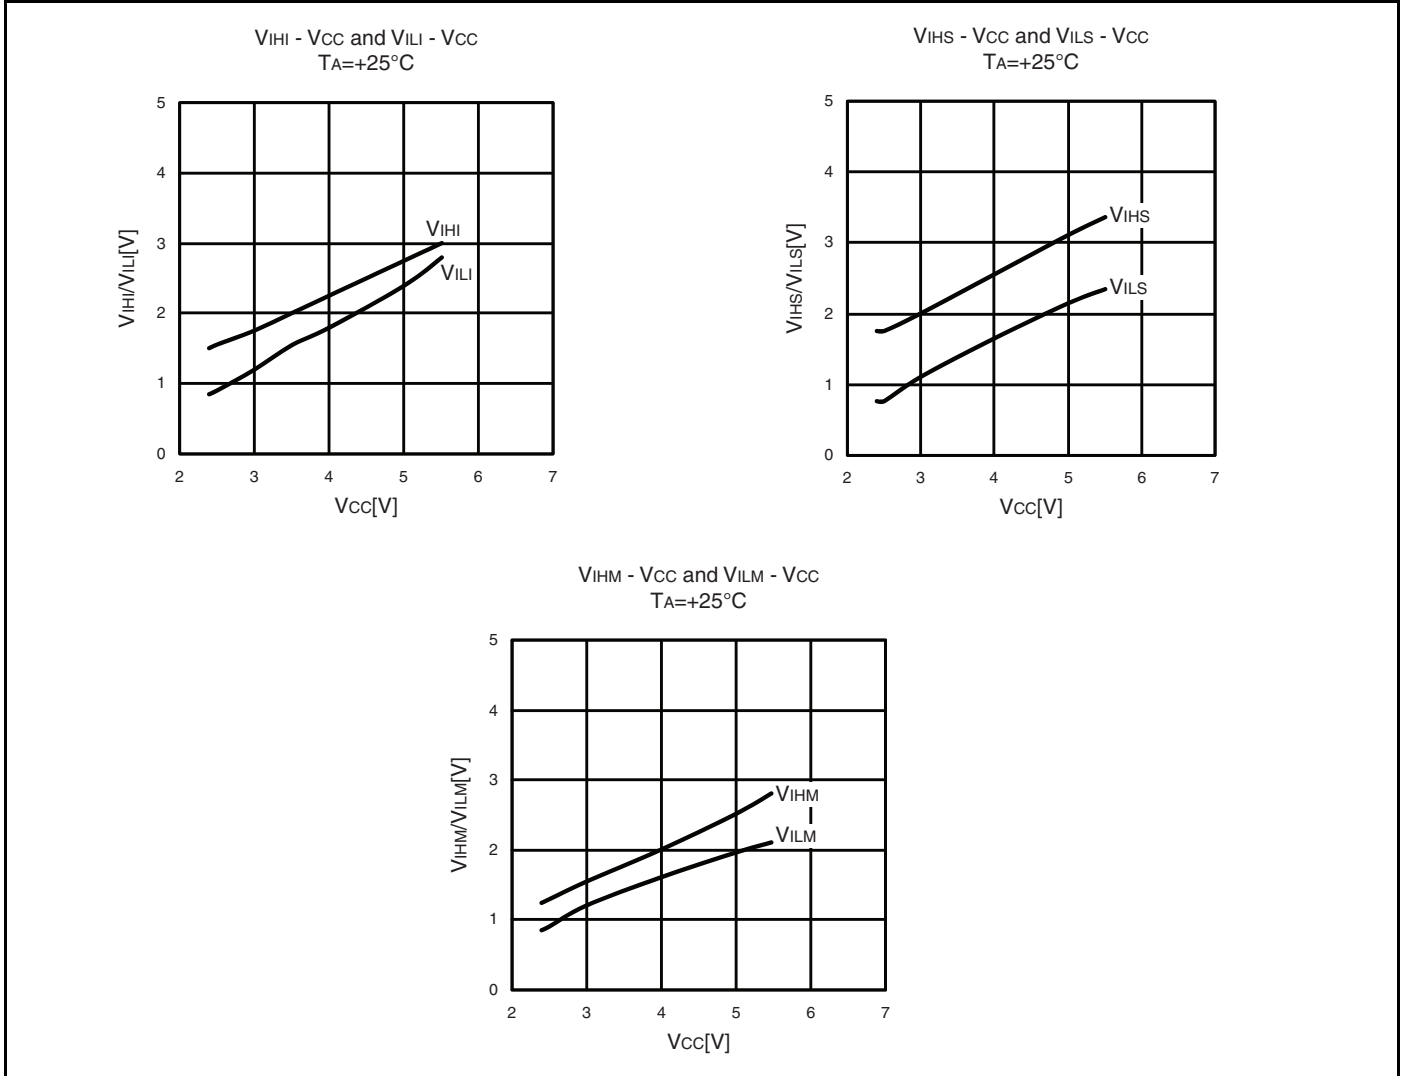 VIHI - VCC and VILI - VCC
TA=+25°C
5
4
3
2
1
0
VIHI/VILI[V]
VIHI
VILI
2 3 4 5 6 7
VCC[V]
VIHS - VCC and VILS - VCC
TA=+25°C
5
4
3
2
1
0
VIHS/VILS[V]
VIHS
VILS
2 3 4 5 6 7
VCC[V]
VIHM - VCC and VILM - VCC
TA=+25°C
5
4
3
2
1
0
VIHM/VILM[V]
VIHM
VILM
2 3 4 5 6 7
VCC[V]